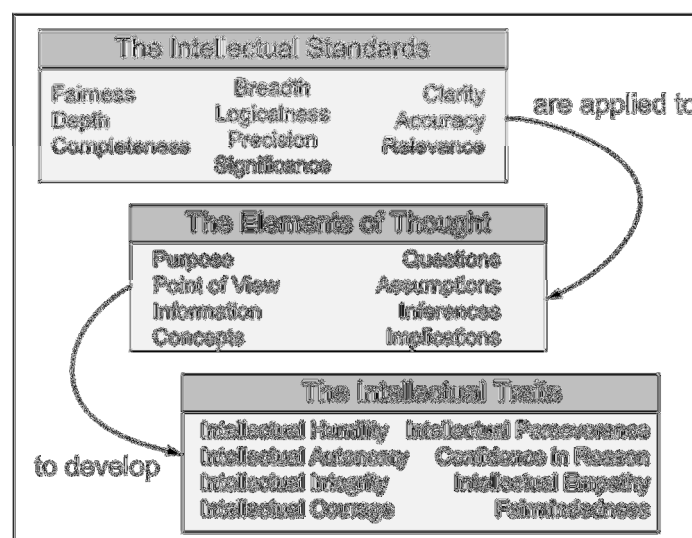 The Intellectual Standards
Fairness Breadth Clarity
Depth Logicalness Accuracy
Completeness Precision Relevance
Significance
are applied to
The Elements of Thought
Purpose Questions
Point of View Assumptions
Information Inferences
Concepts Implications
to develop
The Intellectual Traits
Intellectual Humility Intellectual Perseverance
Intellectual Autonomy Confidence in Reason
Intellectual Integrity Intellectual Empathy
Intellectual Courage Fairmindedness